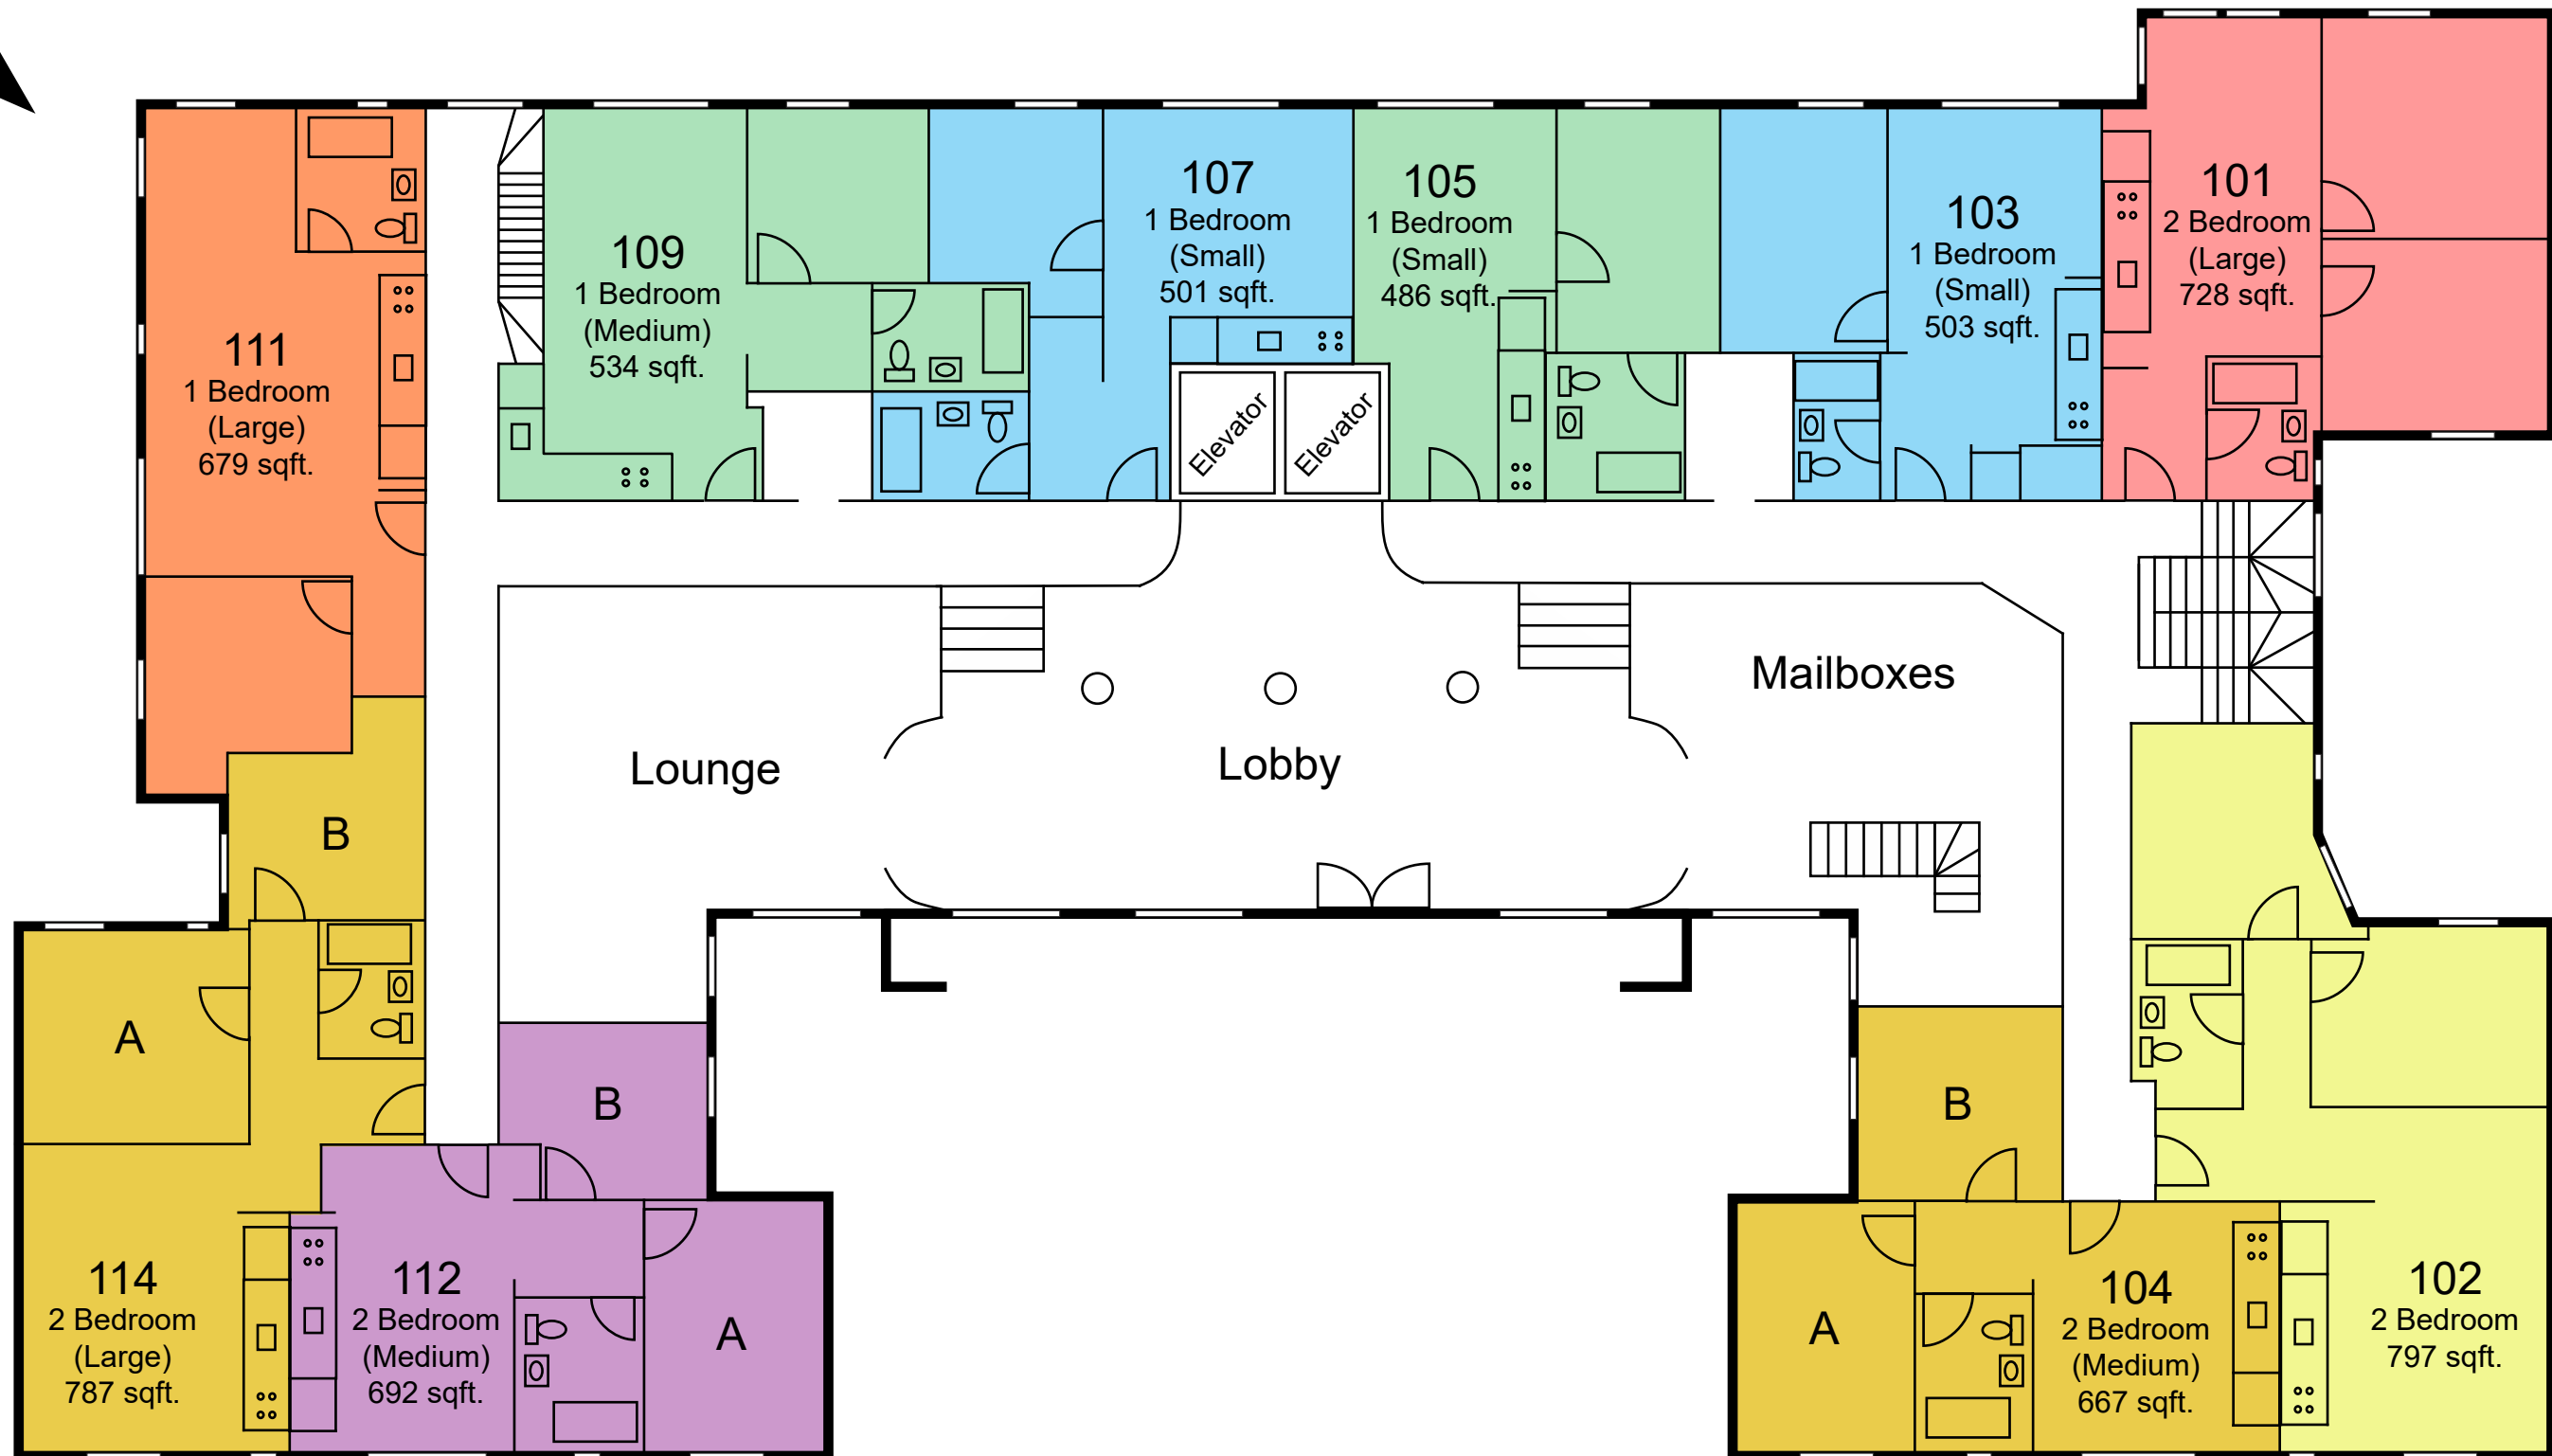 101
2 Bedroom
(Large)
728 sqft.
107
1 Bedroom
(Small)
501 sqft.
105
1 Bedroom
(Small)
486 sqft.
103
1 Bedroom
(Small)
503 sqft.
109
1 Bedroom
(Medium)
534 sqft.
111
1 Bedroom
(Large)
679 sqft.
Elevator
Elevator
Mailboxes
Lounge
Lobby
B
A
B
B
114
2 Bedroom
(Large)
787 sqft.
112
2 Bedroom
(Medium)
692 sqft.
A
A
104
2 Bedroom
(Medium)
667 sqft.
102
2 Bedroom
797 sqft.